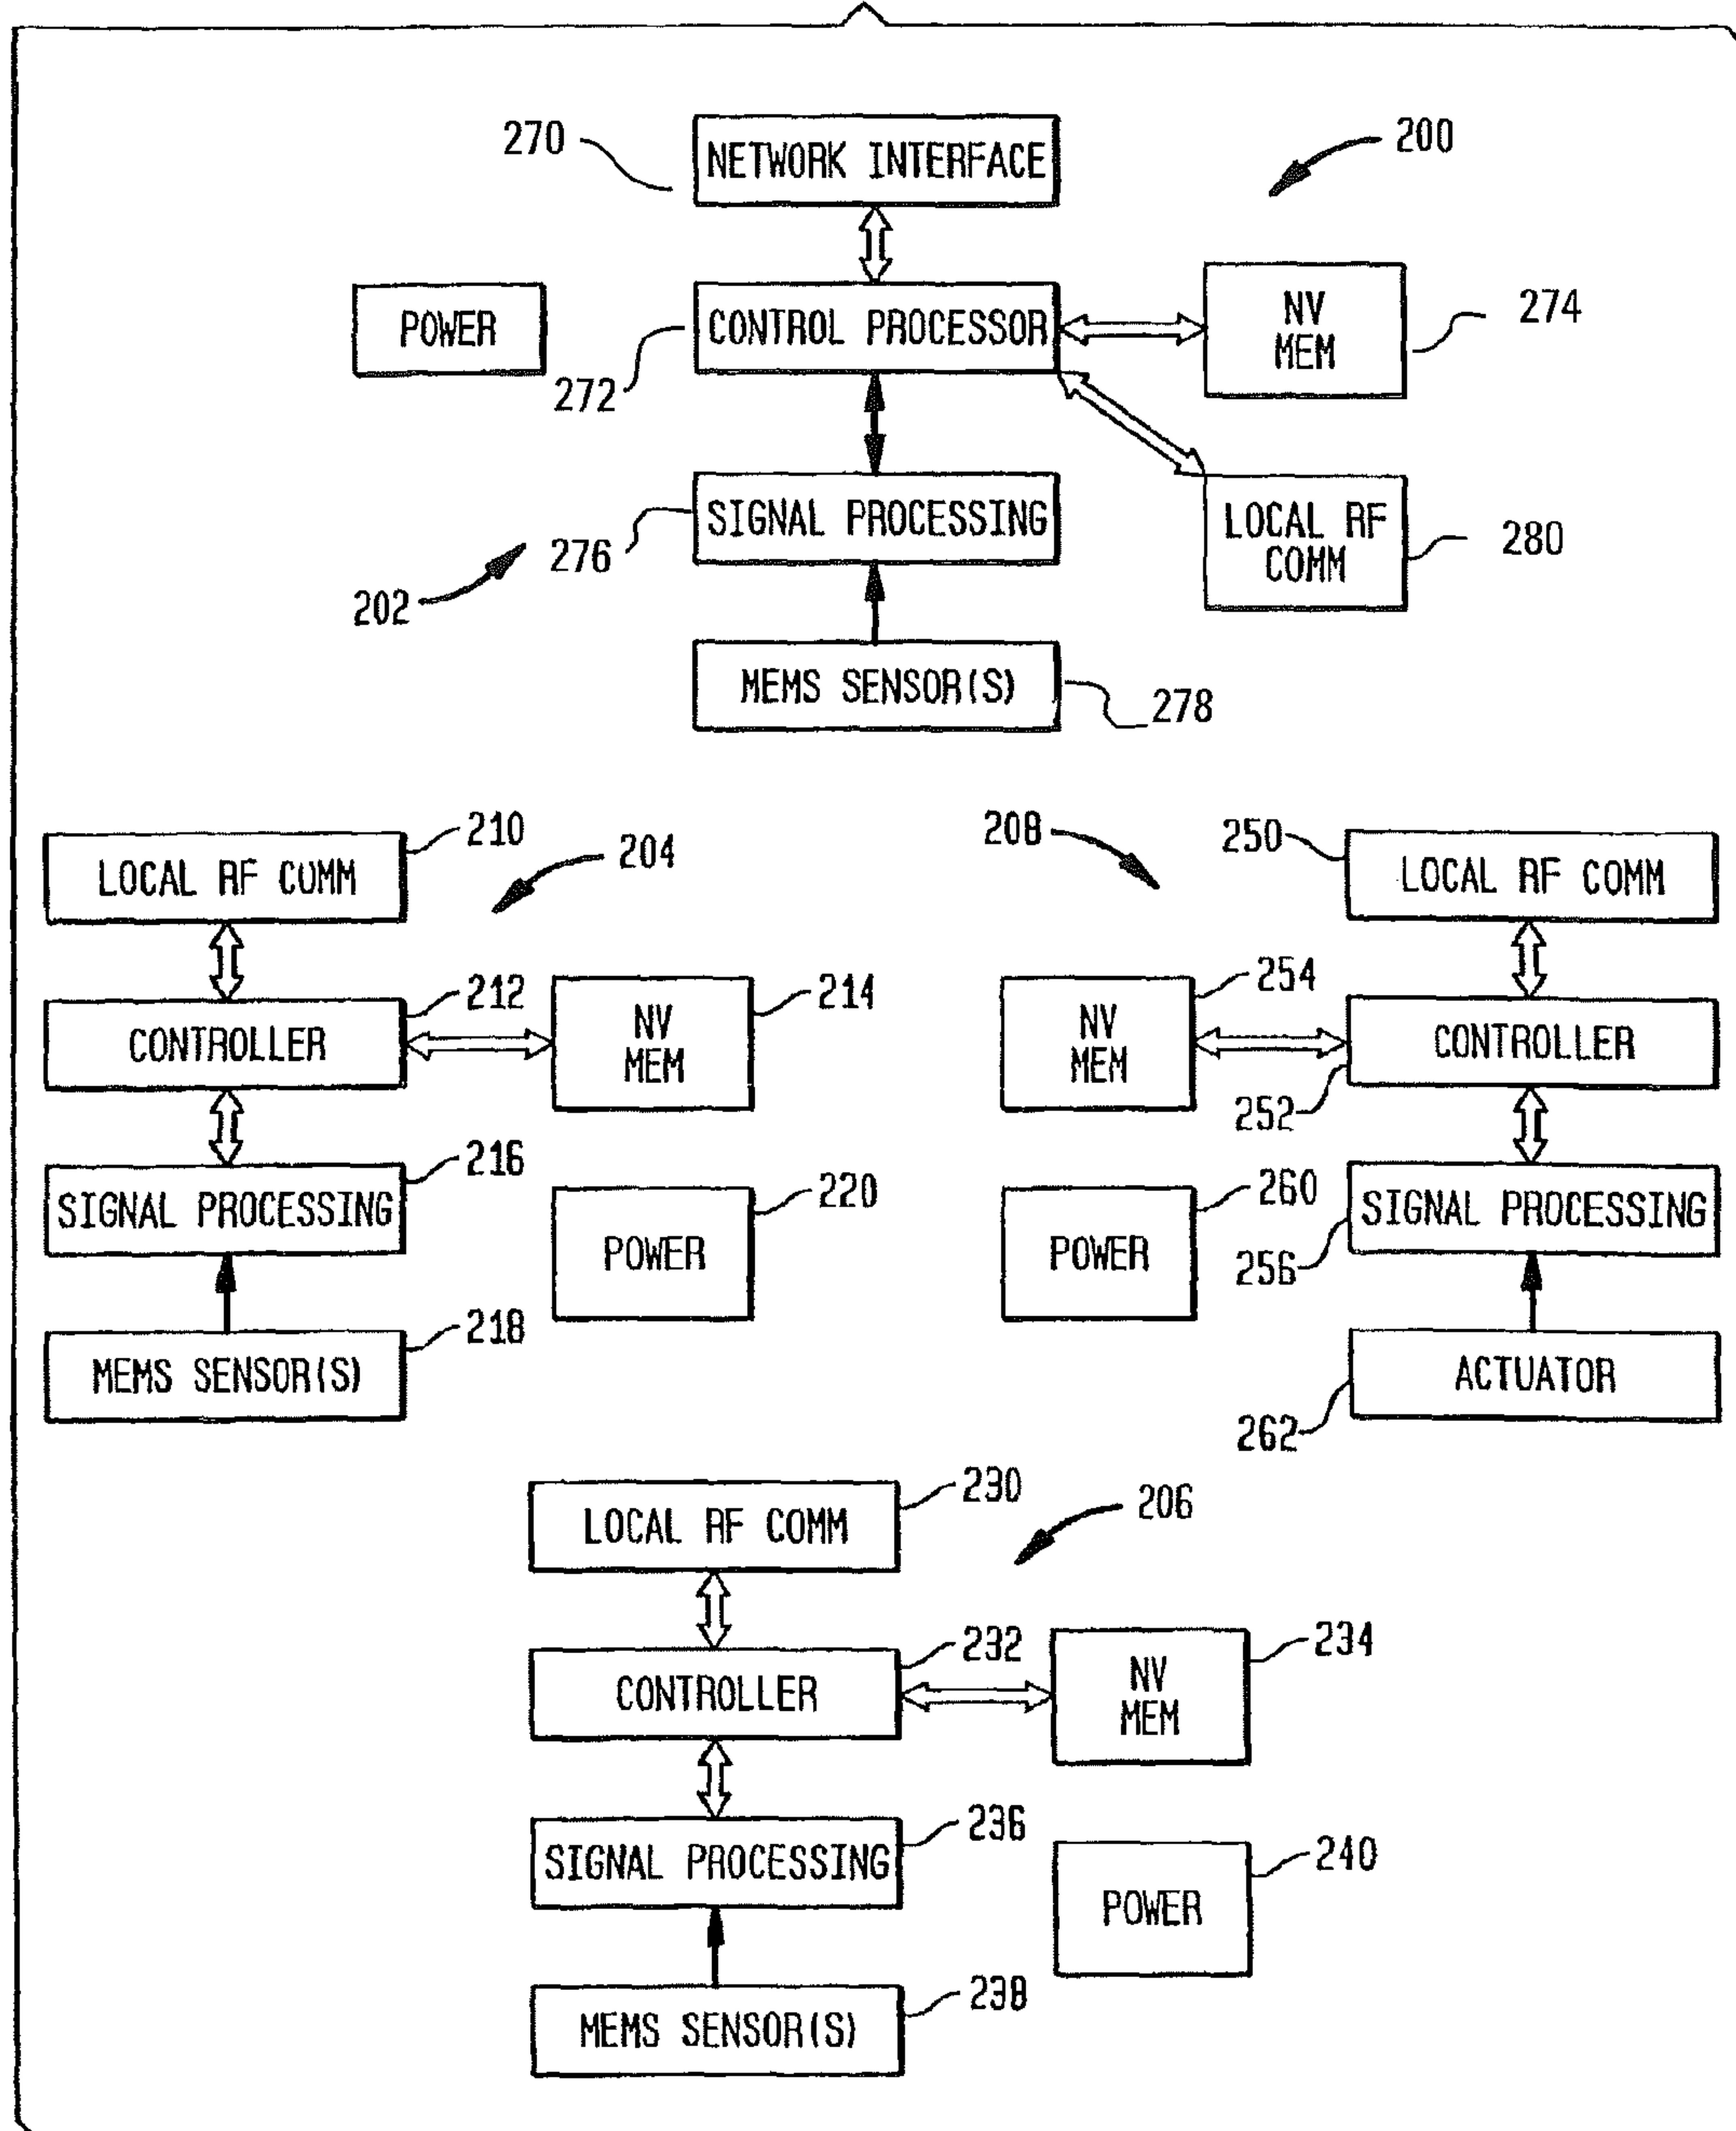 270
NETWORK INTERFACE
200
POWER
272
CONTROL PROCESSOR
NV
MEM
274
276
SIGNAL PROCESSING
LOCAL RF
COMM
280
202
MEMS SENSOR(S)
278
LOCAL RF COMM
210
204
CONTROLLER
212
NV
MEM
214
SIGNAL PROCESSING
216
POWER
220
MEMS SENSOR(S)
218
208
250
LOCAL RF COMM
NV
MEM
254
CONTROLLER
252
POWER
260
SIGNAL PROCESSING
256
ACTUATOR
262
LOCAL RF COMM
230
206
CONTROLLER
232
NV
MEM
234
SIGNAL PROCESSING
236
POWER
240
MEMS SENSOR(S)
238